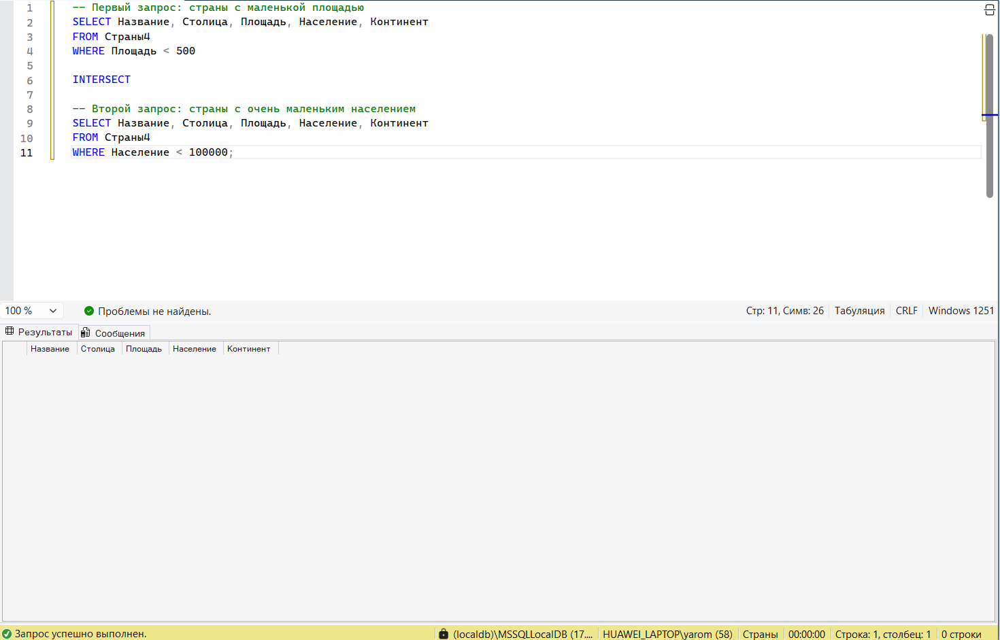 1 -- Первый запрос: страны с маленькой площадью
2 SELECT Название, Столица, Площадь, Население, Континент
3 FROM Страны4
4 WHERE Площадь < 500
5
6 INTERSECT
7
8 -- Второй запрос: страны с очень маленьким населением
9 SELECT Название, Столица, Площадь, Население, Континент
10 FROM Страны4
11 WHERE Население < 100000;
100 % Проблемы не найдены. Стр: 11, Симв: 26 Табуляция CRLF Windows 1251
Результаты Сообщения
Название Столица Площадь Население Континент
Запрос успешно выполнен. (localdb)\MSSQLLocalDB (17.... HUAWEI_LAPTOP\yarom (58) Страны 00:00:00 Строка: 1, столбец: 1 0 строки